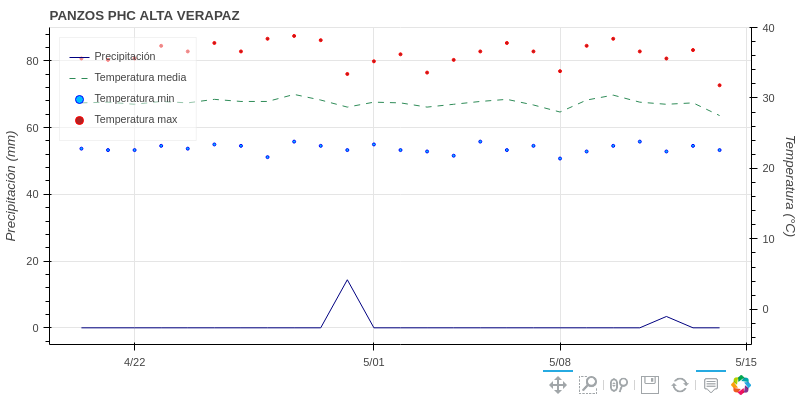 PANZOS PHC ALTA VERAPAZ
Precipitación
Temperatura media
Temperatura min
Temperatura max
Precipitación (mm)
80
60
40
20
0
40
30
20
10
0
Temperatura (°C)
4/22
5/01
5/08
5/15